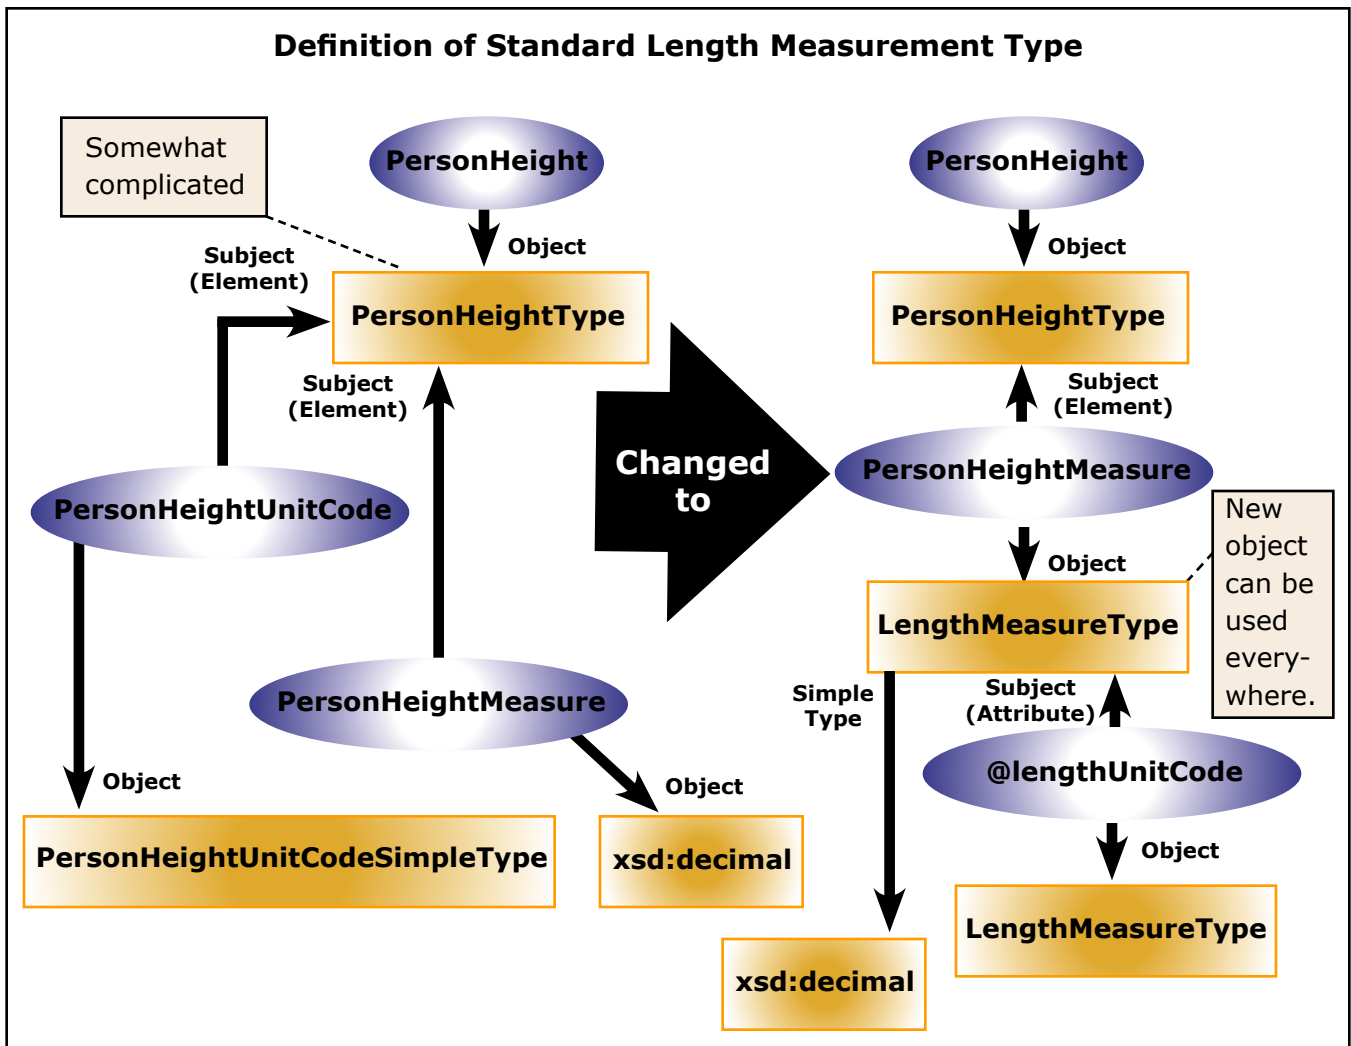 Definition of Standard Length Measurement Type
Somewhat
complicated
PersonHeight
Object
Subject
(Element)
PersonHeightType
Subject
(Element)
PersonHeightUnitCode
PersonHeightMeasure
Object
PersonHeightUnitCodeSimpleType
Object
xsd:decimal
Changed
to
PersonHeight
Object
PersonHeightType
Subject
(Element)
PersonHeightMeasure
Object
New
object
can be
used
every-
where.
LengthMeasureType
Simple
Type
Subject
(Attribute)
@lengthUnitCode
Object
LengthMeasureType
xsd:decimal